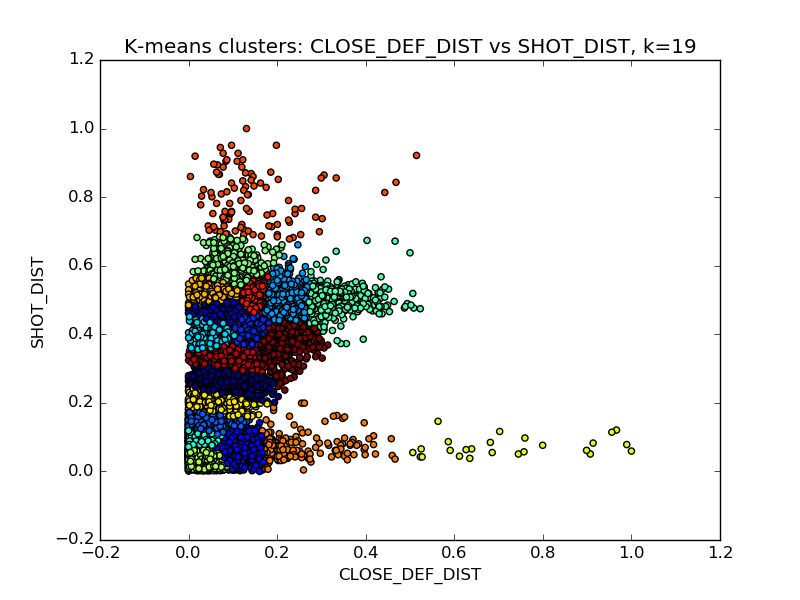 K-means clusters: CLOSE_DEF_DIST vs SHOT_DIST, k=19
1.2
1.0
0.8
0.6
0.4
0.2
0.0
−0.2
SHOT_DIST
−0.2 0.0 0.2 0.4 0.6 0.8 1.0 1.2
CLOSE_DEF_DIST